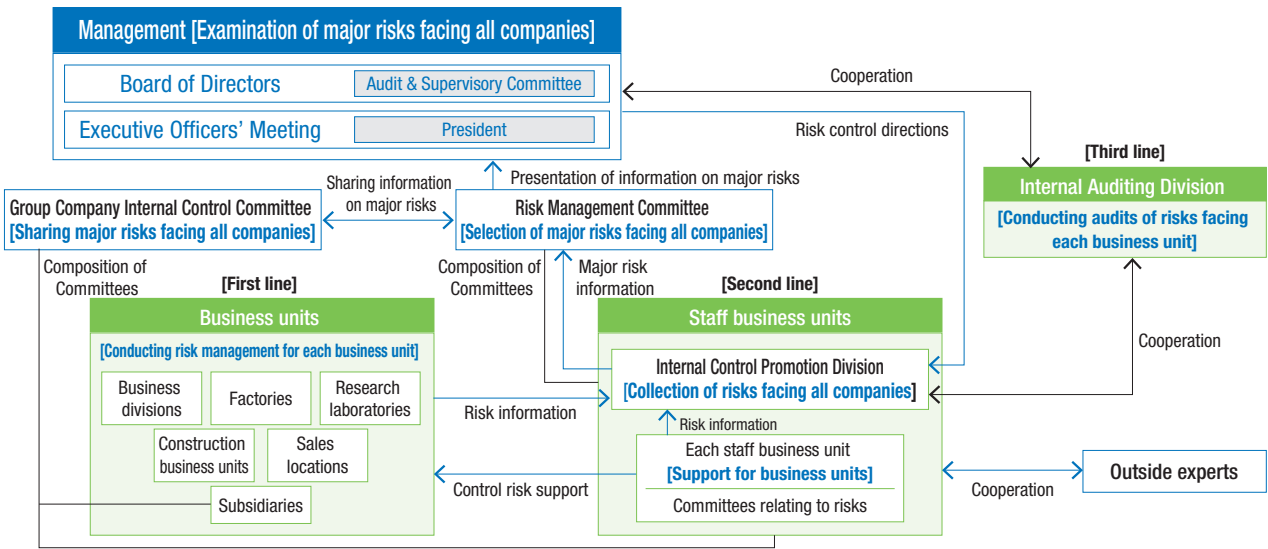 Management [Examination of major risks facing all companies]
Board of Directors
Audit & Supervisory Committee
Executive Officers’ Meeting
President
Cooperation
Risk control directions
[Third line]
Internal Auditing Division
[Conducting audits of risks facing
each business unit]
Sharing information
on major risks
Presentation of information on major risks
Group Company Internal Control Committee
[Sharing major risks facing all companies]
Risk Management Committee
[Selection of major risks facing all companies]
Composition of
Committees
[First line]
Composition of
Committees
Major risk
information
[Second line]
Business units
[Conducting risk management for each business unit]
Business
divisions
Factories
Research
laboratories
Construction
business units
Sales
locations
Subsidiaries
Risk information
Control risk support
Staff business units
Internal Control Promotion Division
[Collection of risks facing all companies]
Risk information
Each staff business unit
[Support for business units]
Committees relating to risks
Cooperation
Cooperation
Outside experts